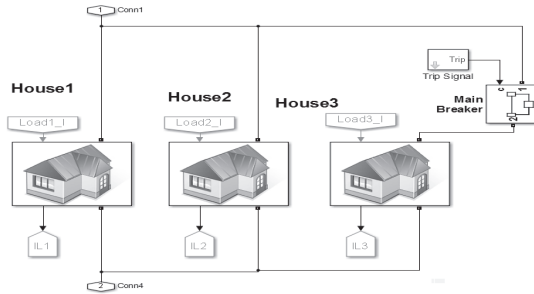 1 Conn1
Trip
Trip Signal
House1
House2
House3
Main
Breaker
c
1
2
Load1_I
Load2_I
Load3_I
IL1
IL2
IL3
2 Conn4